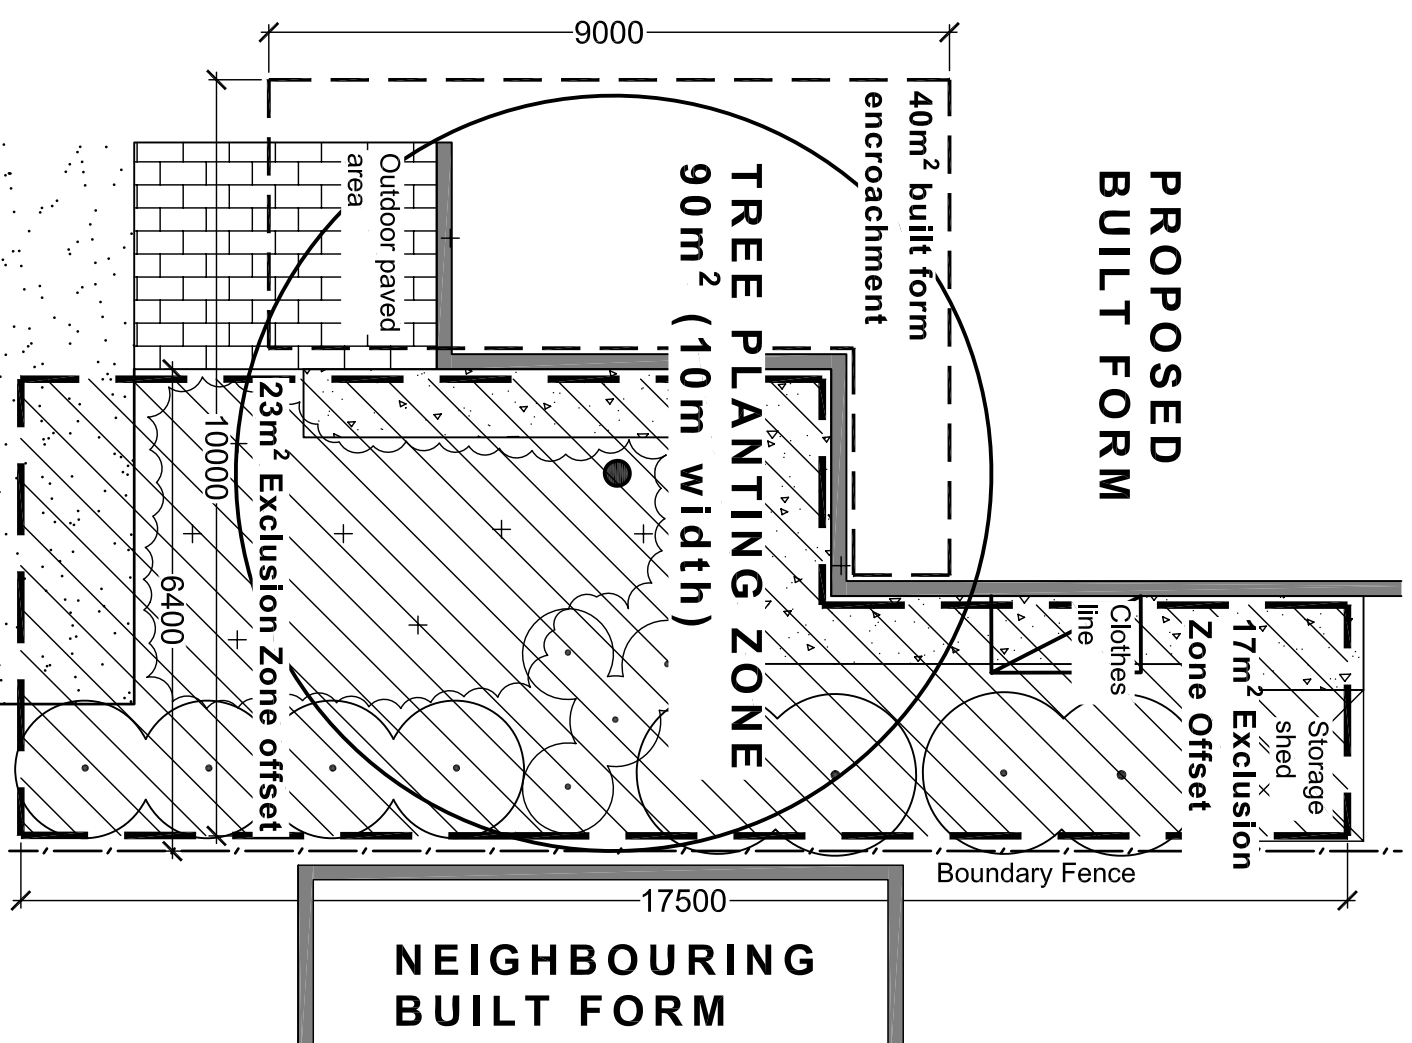 9000
40m² built form
encroachment
PROPOSED
BUILT FORM
TREE PLANTING ZONE
90m² (10m width)
Outdoor paved
area
10000
6400
23m² Exclusion Zone offset
Clothes
line
17m² Exclusion
Zone Offset
Storage
shed
Boundary Fence
17500
NEIGHBOURING
BUILT FORM